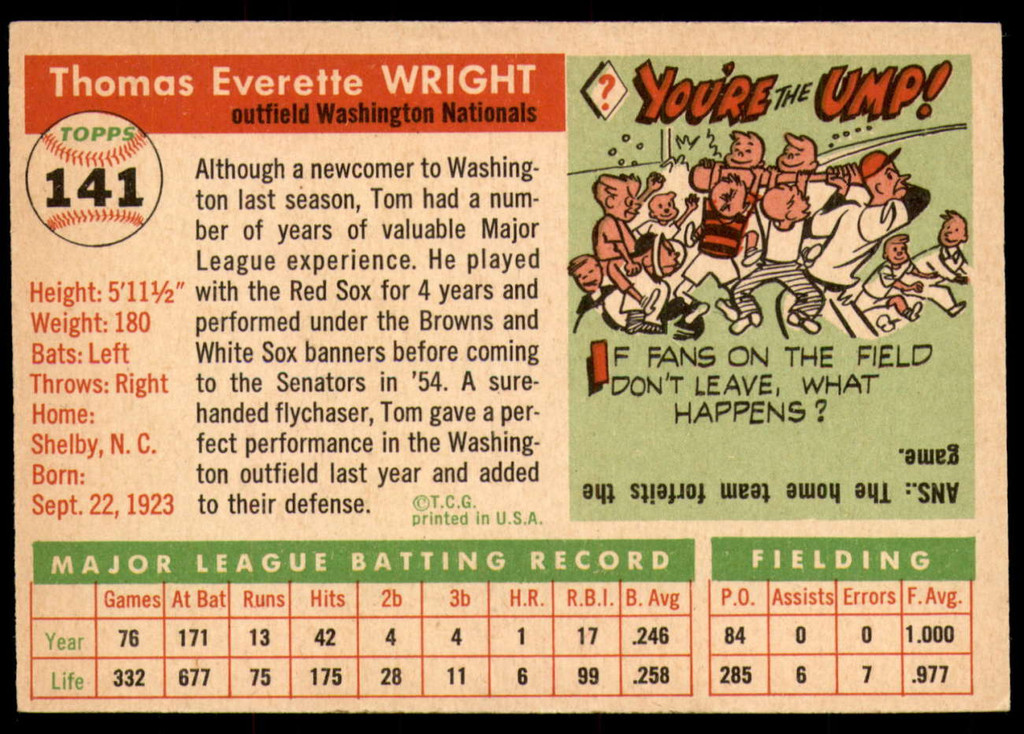 Thomas Everette WRIGHT
outfield Washington Nationals
TOPPS
141
Height: 5'11½"
Weight: 180
Bats: Left
Throws: Right
Home:
Shelby, N. C.
Born:
Sept. 22, 1923
Although a newcomer to Washing-
ton last season, Tom had a num-
ber of years of valuable Major
League experience. He played
with the Red Sox for 4 years and
performed under the Browns and
White Sox banners before coming
to the Senators in '54. A sure-
handed flychaser, Tom gave a per-
fect performance in the Washing-
ton outfield last year and added
to their defense.
©T.C.G.
printed in U.S.A.
? YOU'RE THE UMP!
IF FANS ON THE FIELD
DON'T LEAVE, WHAT
HAPPENS?
ANS.: The home team forfeits the
game.
MAJOR LEAGUE BATTING RECORD
Games At Bat Runs Hits 2b 3b H.R. R.B.I. B. Avg
Year 76 171 13 42 4 4 1 17 .246
Life 332 677 75 175 28 11 6 99 .258
FIELDING
P.O. Assists Errors F. Avg.
84 0 0 1.000
285 6 7 .977